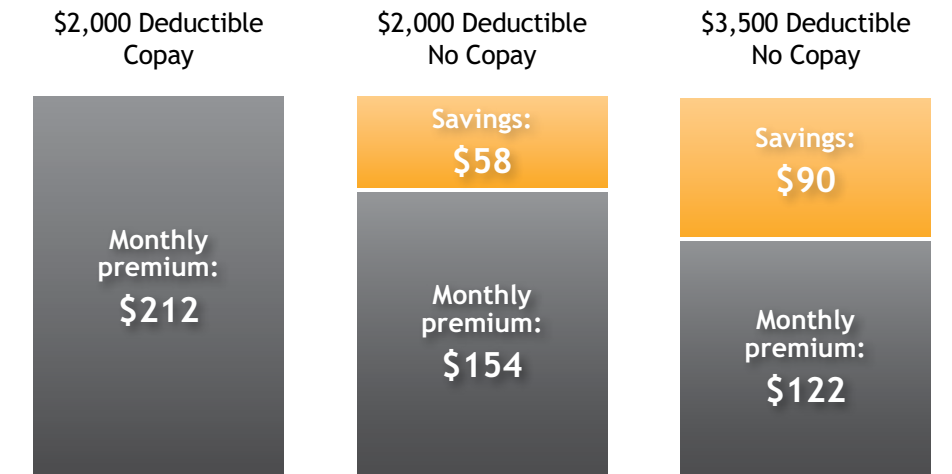 $2,000 Deductible
Copay
Monthly
premium:
$212
$2,000 Deductible
No Copay
Savings:
$58
Monthly
premium:
$154
$3,500 Deductible
No Copay
Savings:
$90
Monthly
premium:
$122